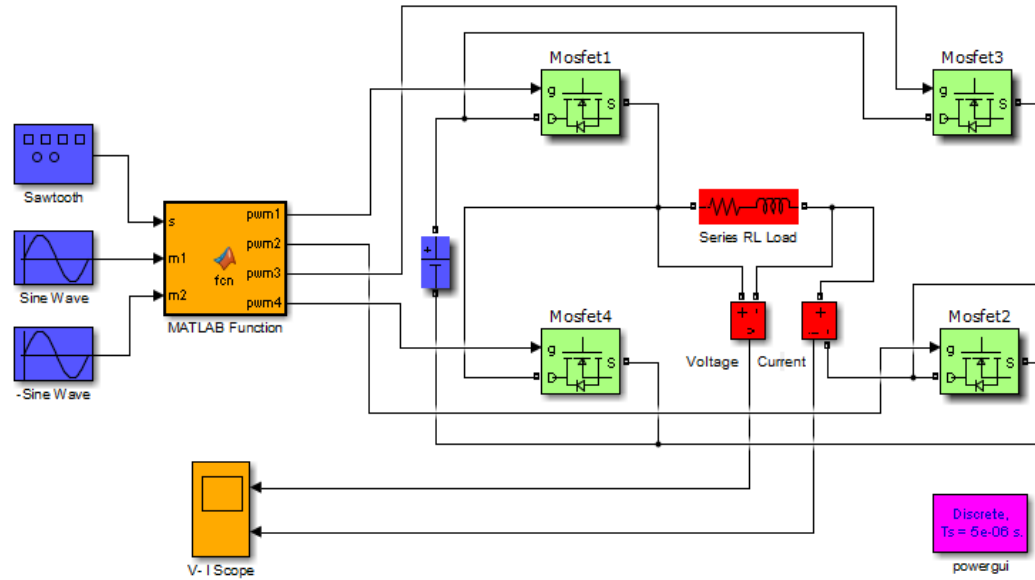 Mosfet1
Mosfet3
g
D
S
g
D
S
Sawtooth
s
m1
m2
fcn
pwm1
pwm2
pwm3
pwm4
MATLAB Function
Sine Wave
-Sine Wave
+
Series RL Load
Mosfet4
g
D
S
+ -
v
Voltage
+
i
-
Current
Mosfet2
g
D
S
V- I Scope
Discrete,
Ts = 5e-06 s.
powergui